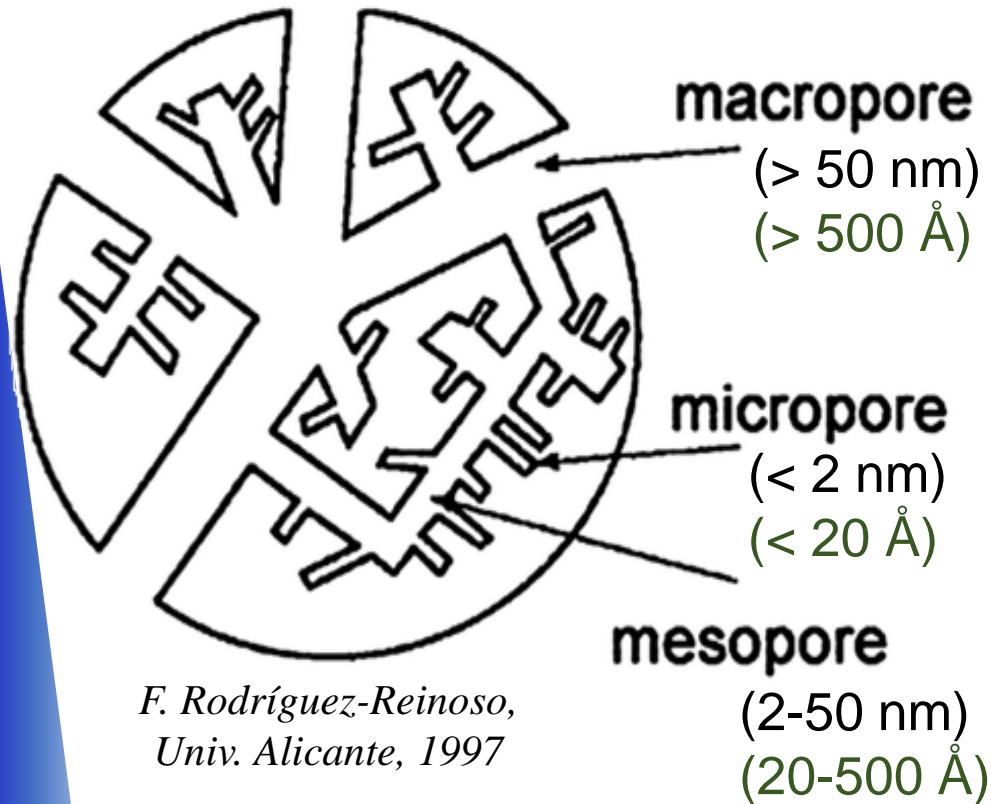 macropore
(> 50 nm)
(> 500 Å)
micropore
(< 2 nm)
(< 20 Å)
mesopore
(2-50 nm)
(20-500 Å)
F. Rodríguez-Reinoso,
Univ. Alicante, 1997